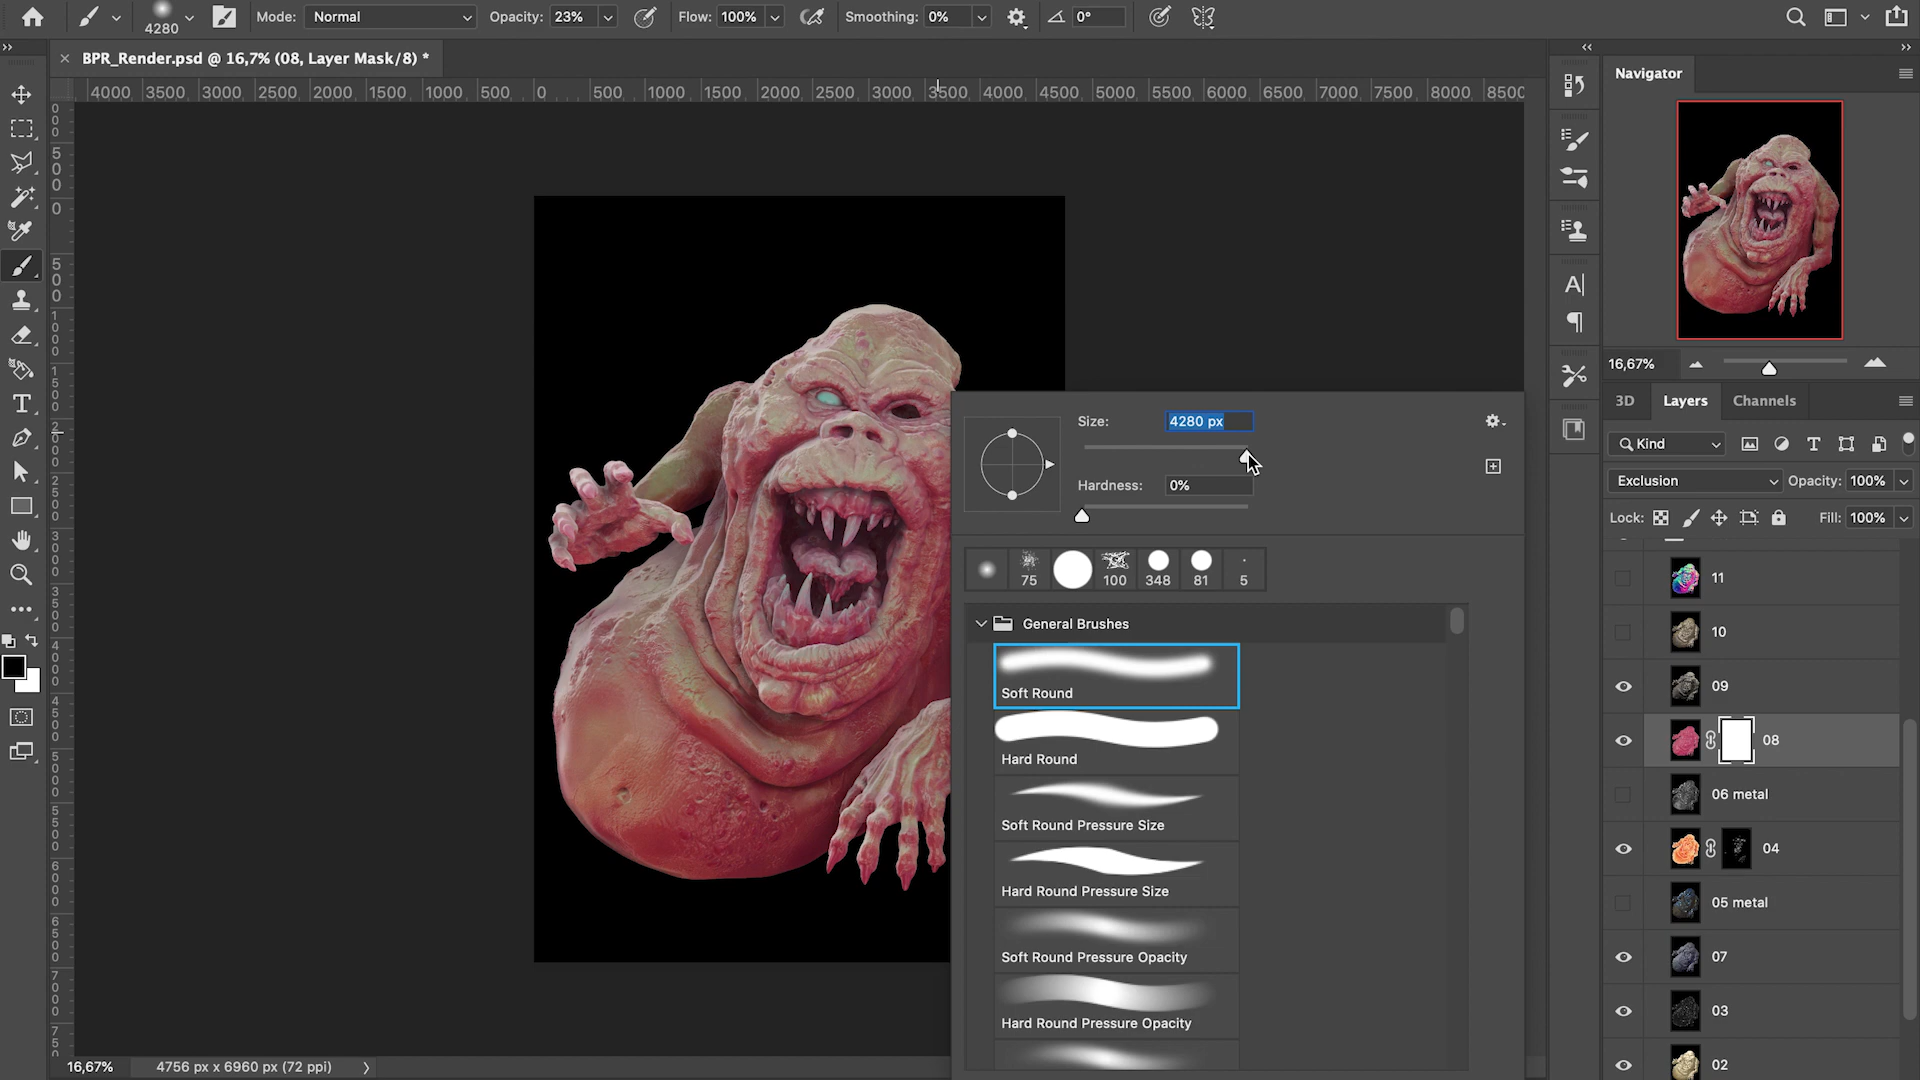 4280
Mode:
Normal
Opacity:
23%
Flow:
100%
Smoothing:
0%
0°
BPR_Render.psd @ 16,7% (08, Layer Mask/8) *
4000 3500 3000 2500 2000 1500 1000 500 0 500 1000 1500 2000 2500 3000 3500 4000 4500 5000 5500 6000 6500 7000 7500 8000 8500
Navigator
16,67%
3D
Layers
Channels
Kind
Exclusion
Opacity:
100%
Lock:
Fill:
100%
11
10
09
08
06 metal
04
05 metal
07
03
02
Size:
4280 px
Hardness:
0%
75
100
348
81
5
General Brushes
Soft Round
Hard Round
Soft Round Pressure Size
Hard Round Pressure Size
Soft Round Pressure Opacity
Hard Round Pressure Opacity
16,67%
4756 px x 6960 px (72 ppi)